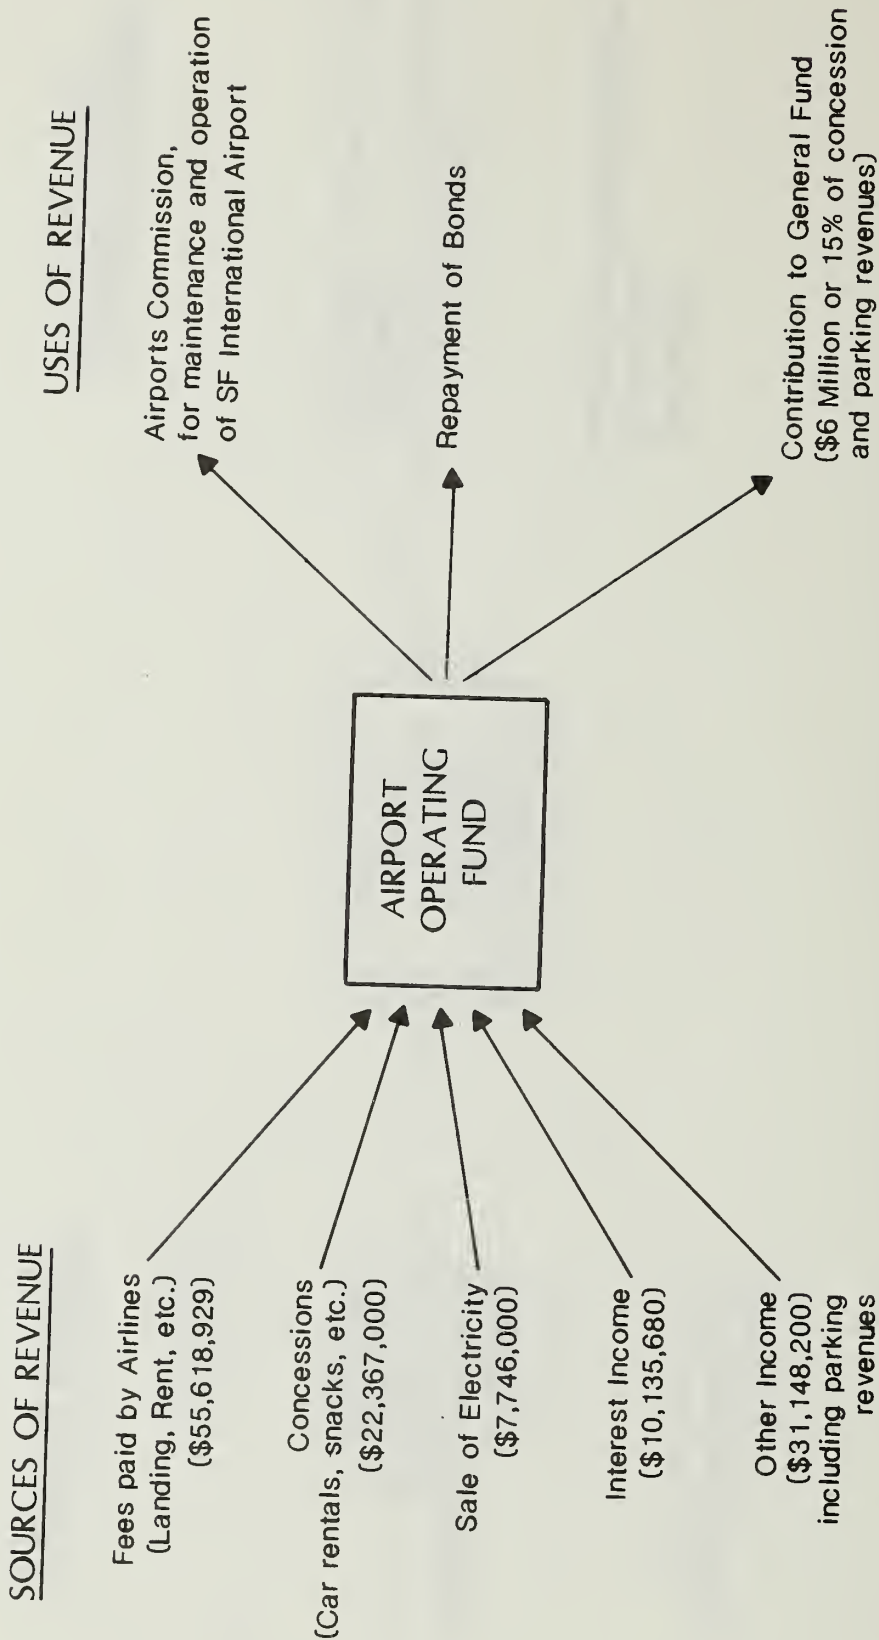 SOURCES OF REVENUE
Fees paid by Airlines
(Landing, Rent, etc.)
($55,618,929)
Concessions
(Car rentals, snacks, etc.)
($22,367,000)
Sale of Electricity
($7,746,000)
Interest Income
($10,135,680)
Other Income
($31,148,200)
including parking
revenues
AIRPORT
OPERATING
FUND
USES OF REVENUE
Airports Commission,
for maintenance and operation
of SF International Airport
Repayment of Bonds
Contribution to General Fund
($6 Million or 15% of concession
and parking revenues)